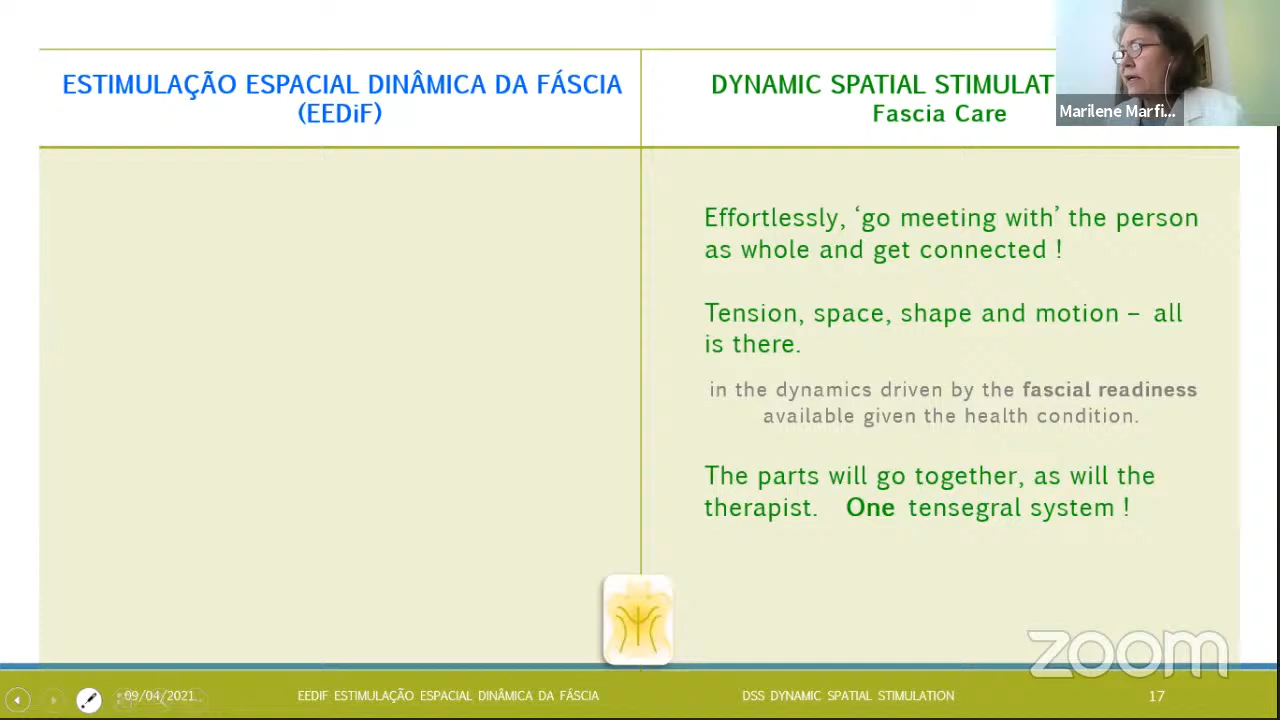 ESTIMULAÇÃO ESPACIAL DINÂMICA DA FÁSCIA
(EEDiF)
DYNAMIC SPATIAL STIMULAT
Fascia Care
Marilene Marfi...
Effortlessly, ‘go meeting with’ the person
as whole and get connected !
Tension, space, shape and motion – all
is there.
in the dynamics driven by the fascial readiness
available given the health condition.
The parts will go together, as will the
therapist. One tensegral system !
zoom
09/04/2021
EEDIF ESTIMULAÇÃO ESPACIAL DINÂMICA DA FÁSCIA
DSS DYNAMIC SPATIAL STIMULATION
17